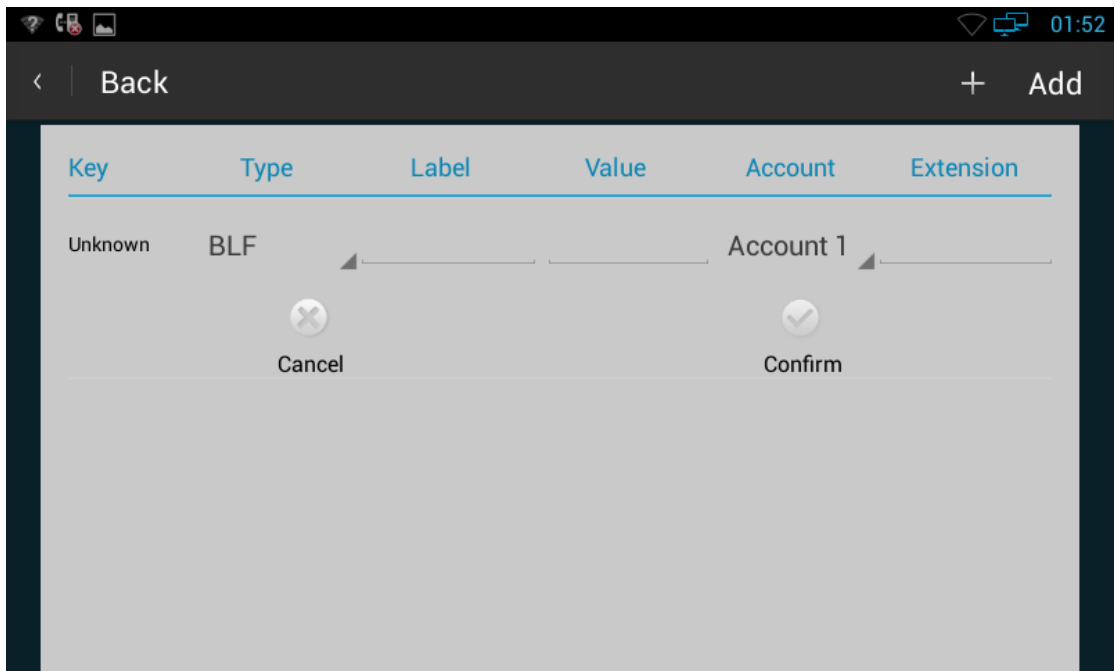 01:52
Back + Add
Key Type Label Value Account Extension
Unknown BLF Account 1
Cancel Confirm